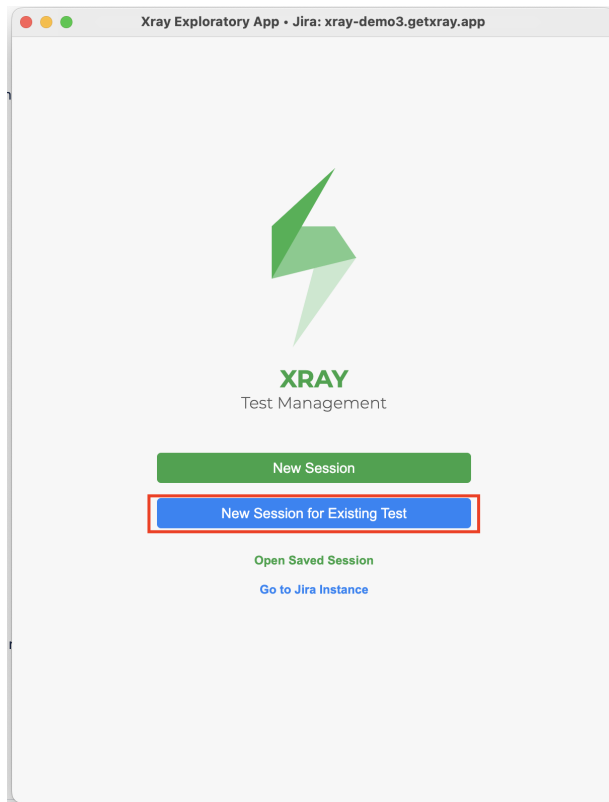 Xray Exploratory App • Jira: xray-demo3.getxray.app
XRAY
Test Management
New Session
New Session for Existing Test
Open Saved Session
Go to Jira Instance